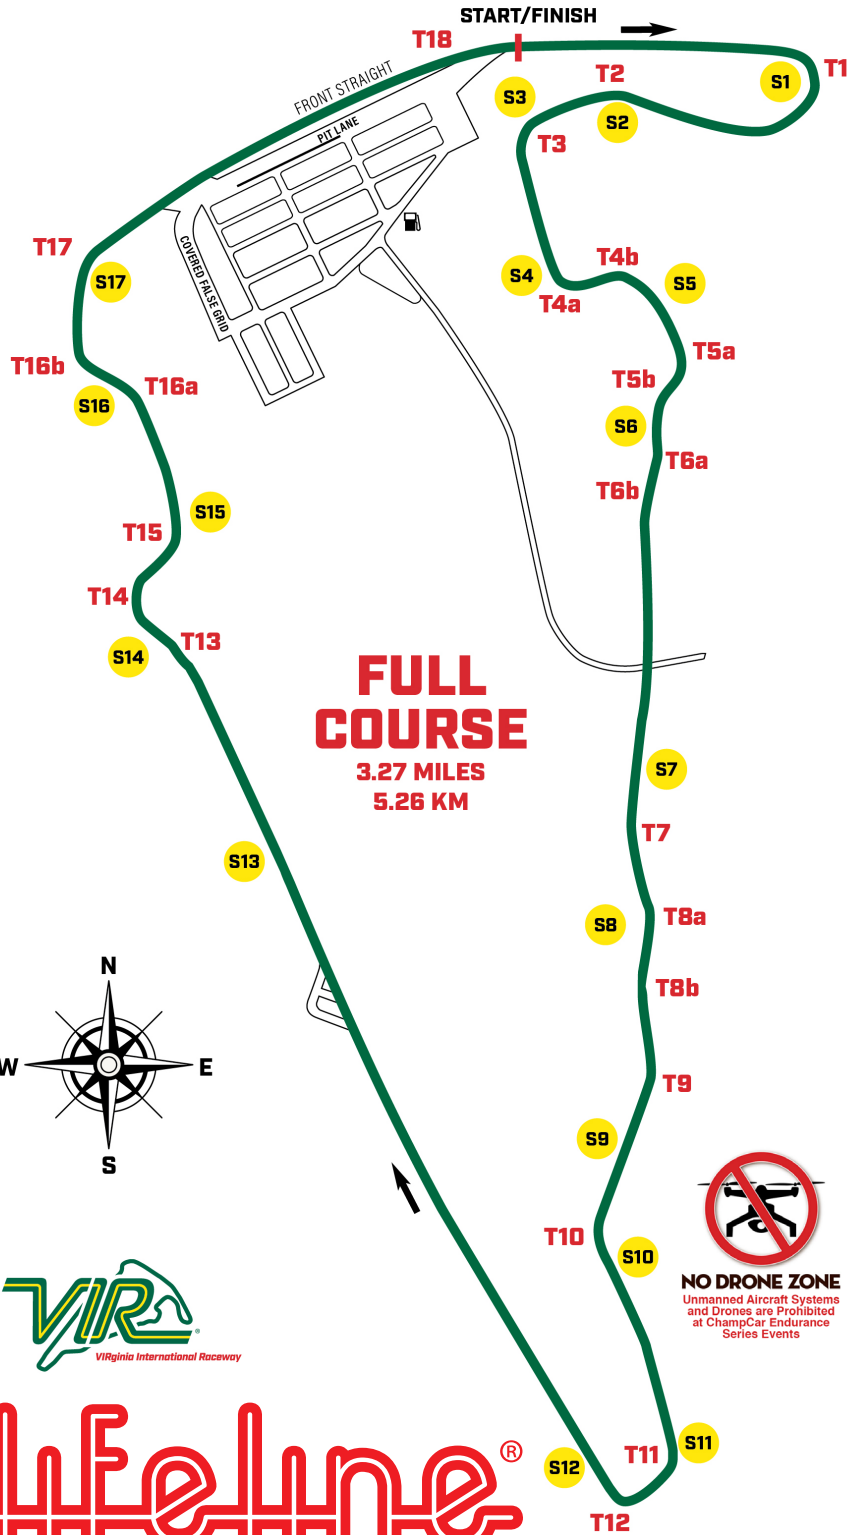 START/FINISH
T18
T1
T2
S1
FRONT STRAIGHT
S3
S2
PIT LANE
T3
T17
COVERED FALSE GRID
S17
S4
T4b
S5
T4a
T16b
T16a
T5a
T5b
S16
S6
T6a
T6b
S15
T15
T14
T13
S14
FULL
COURSE
3.27 MILES
5.26 KM
S7
T7
S13
T8a
S8
N
T8b
W
E
T9
S9
S
T10
S10
NO DRONE ZONE
Unmanned Aircraft Systems
and Drones are Prohibited
at ChampCar Endurance
Series Events
VIR®
VIRginia International Raceway
T11
S11
S12
T12
lifeline®